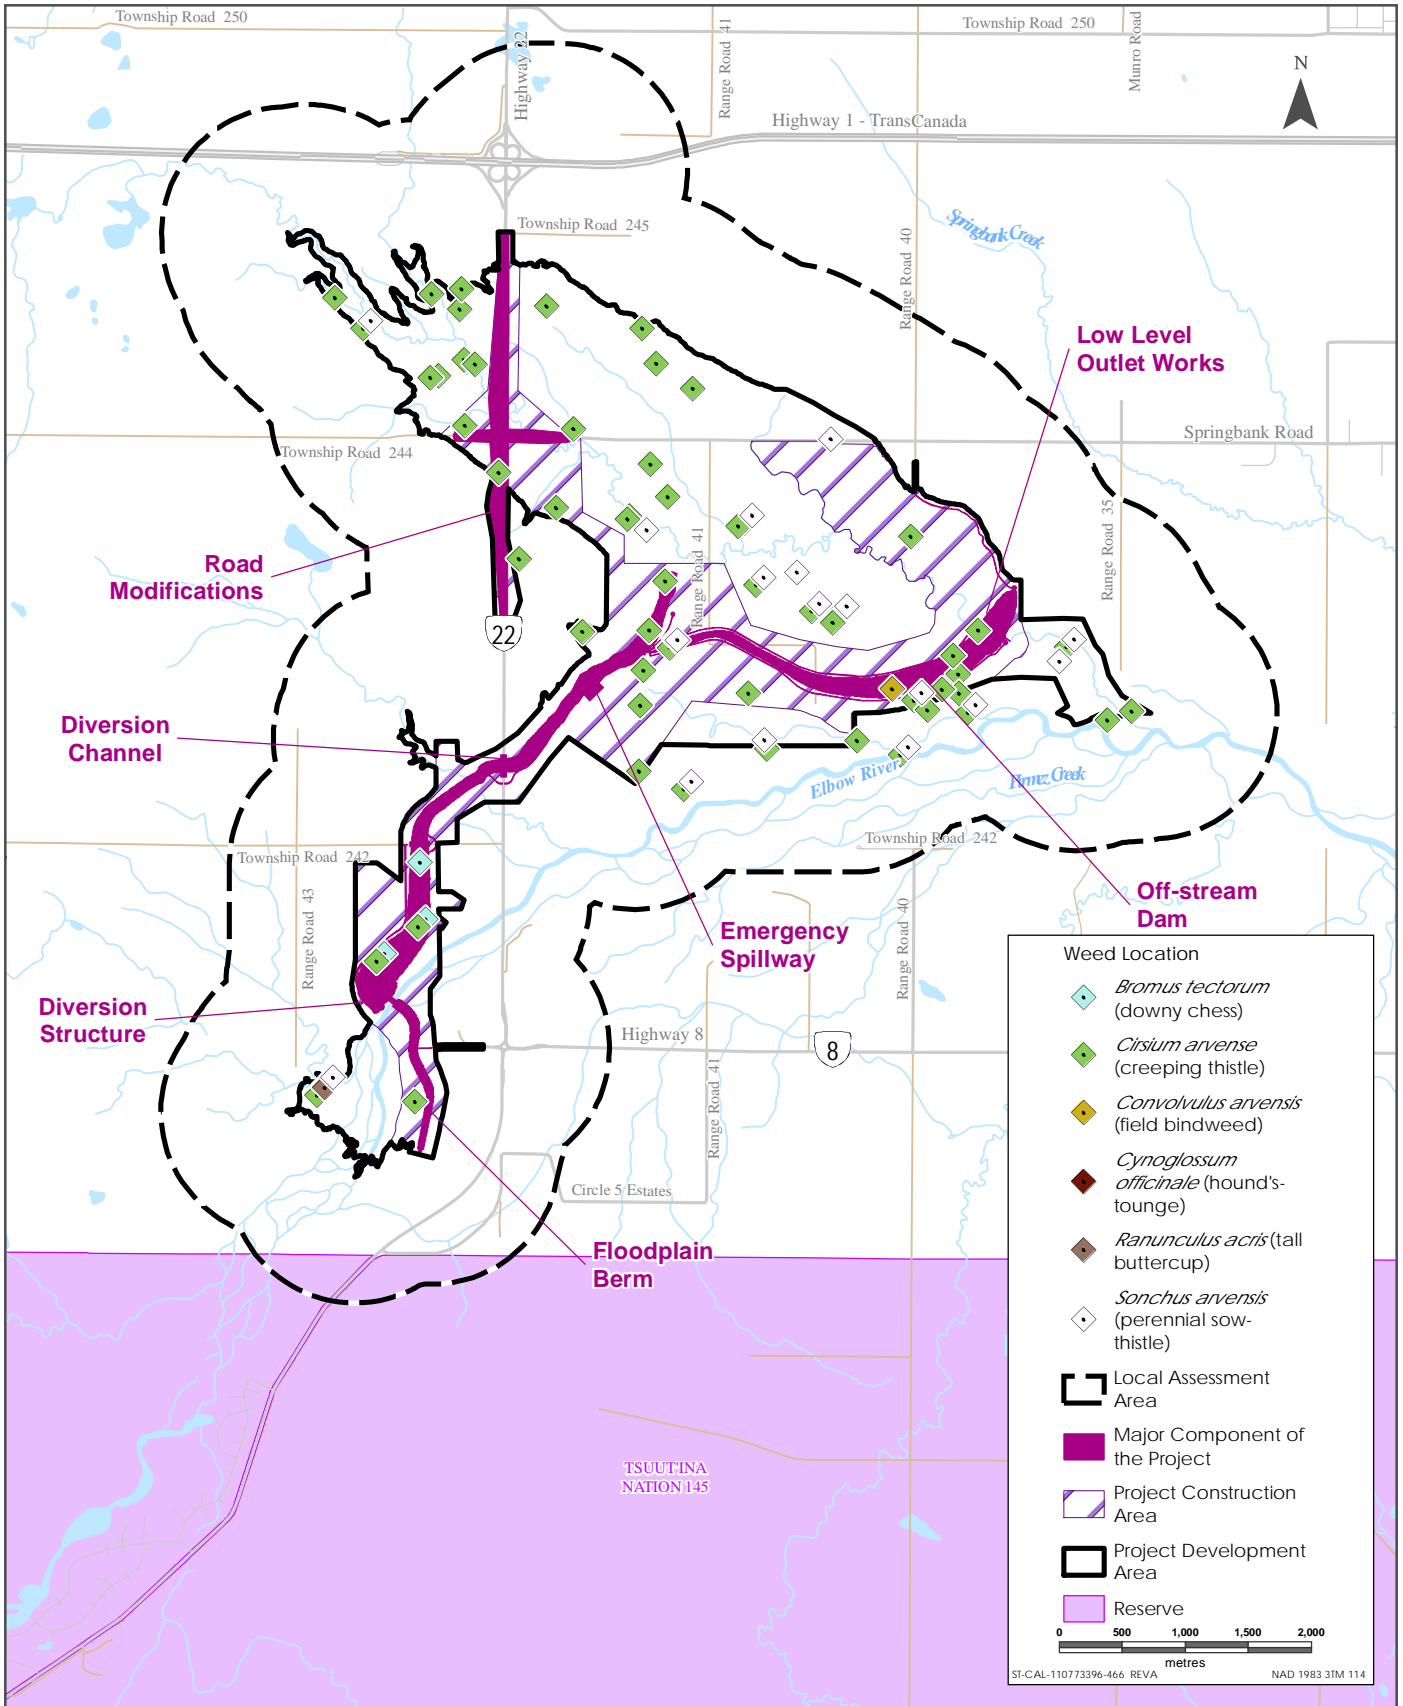 Township Road 250
Township Road 250
Highway 22
Range Road 41
Munro Road
N
Highway 1 - TransCanada
Township Road 245
Springbank Creek
Range Road 40
Low Level
Outlet Works
Township Road 244
Springbank Road
Range Road 35
Range Road 41
Road
Modifications
22
Diversion
Channel
Elbow River
Township Road 242
Township Road 242
Range Road 43
Range Road 40
Off-stream
Dam
Emergency
Spillway
Diversion
Structure
Highway 8
8
Range Road 41
Circle 5 Estates
Floodplain
Berm
TSUUT'INA
NATION 145
Weed Location
Bromus tectorum
(downy chess)
Cirsium arvense
(creeping thistle)
Convolvulus arvensis
(field bindweed)
Cynoglossum
officinale (hound's-
tounge)
Ranunculus acris (tall
buttercup)
Sonchus arvensis
(perennial sow-
thistle)
Local Assessment
Area
Major Component of
the Project
Project Construction
Area
Project Development
Area
Reserve
0 500 1,000 1,500 2,000
metres
ST-CAL-110773396-466 REVA
NAD 1983 3TM 114